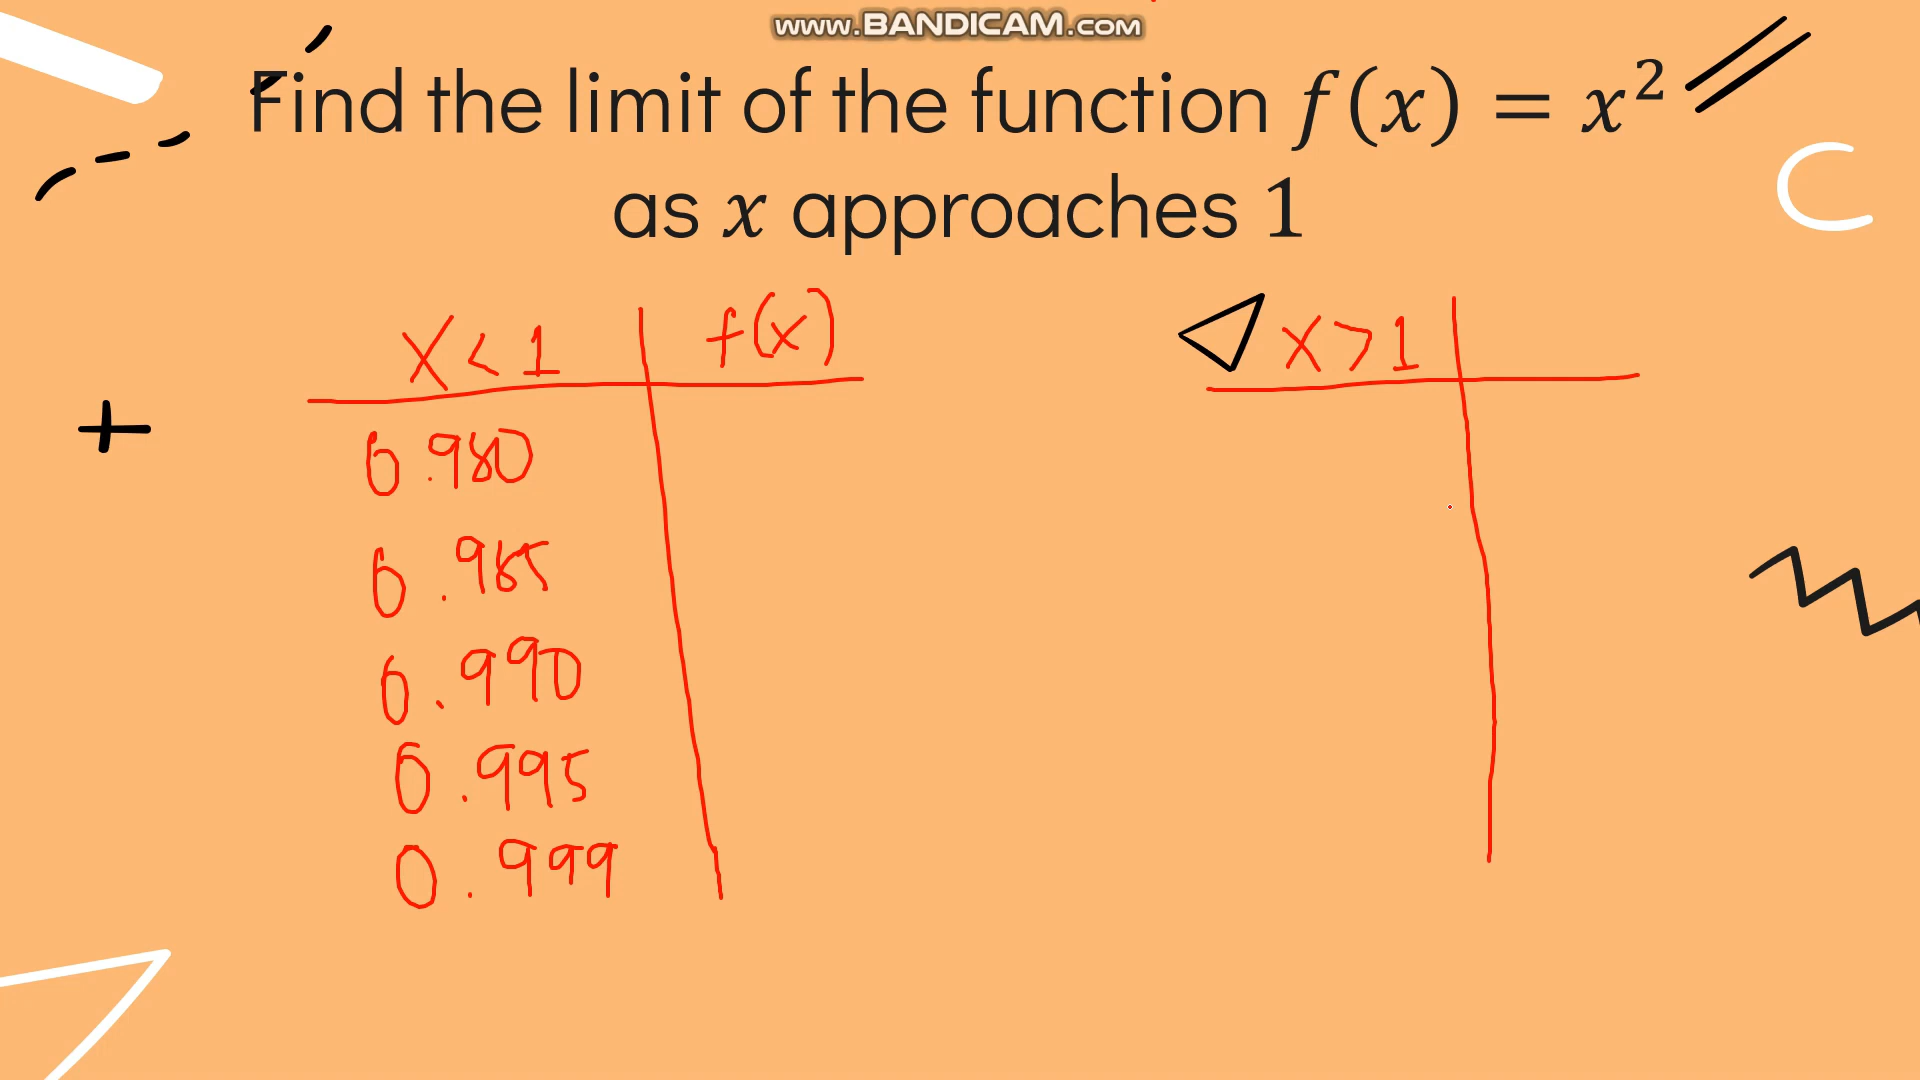 www.BANDICAM.com
Find the limit of the function f(x) = x²
as x approaches 1
x < 1 f(x)
0.980
0.985
0.990
0.995
0.999
x > 1